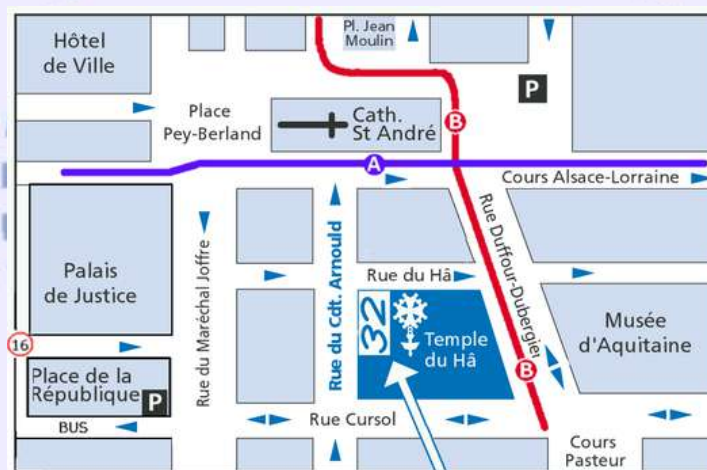 Hôtel
de Ville
Pl. Jean
Moulin
P
Place
Pey-Berland
Cath.
St André
B
A
Cours Alsace-Lorraine
Palais
de Justice
Rue du Maréchal Joffre
Rue du Cdt. Arnould
Rue du Hâ
Rue Duffour-Dubergier
32
Temple
du Hâ
Musée
d'Aquitaine
16
Place de la
République
P
B
BUS
Rue Cursol
Cours
Pasteur